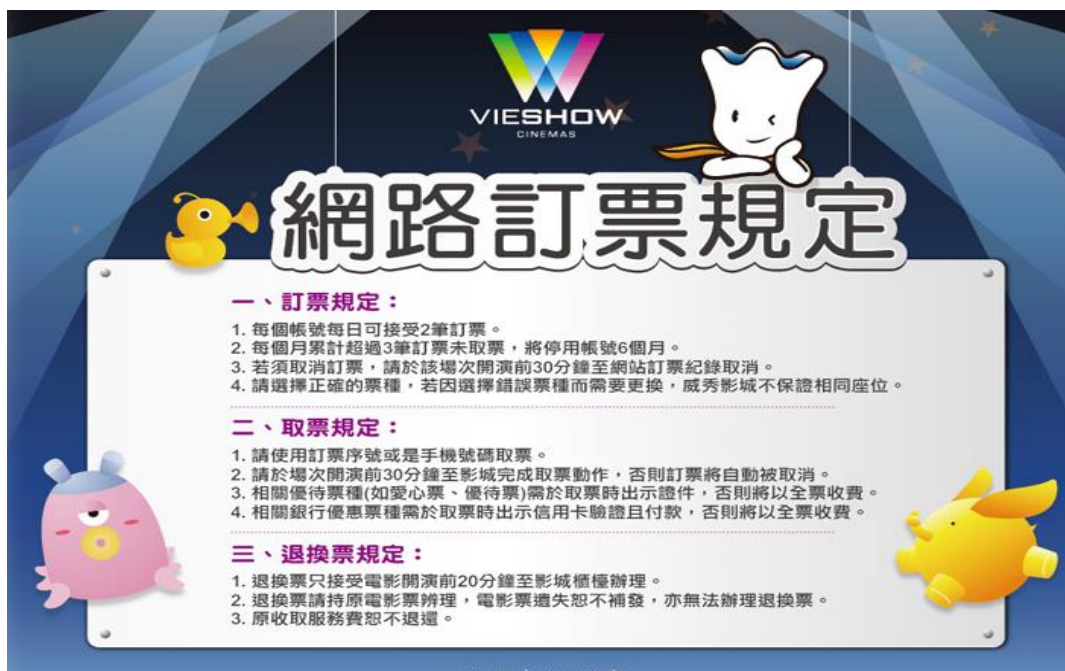 VIESHOW
CINEMAS
網路訂票規定
一、訂票規定：
1. 每個帳號每日可接受2筆訂票。
2. 每個月累計超過3筆訂票未取票，將停用帳號6個月。
3. 若須取消訂票，請於該場次開演前30分鐘至網站訂票紀錄取消。
4. 請選擇正確的票種，若因選擇錯誤票種而需要更換，威秀影城不保證相同座位。
二、取票規定：
1. 請使用訂票序號或是手機號碼取票。
2. 請於場次開演前30分鐘至影城完成取票動作，否則訂票將自動被取消。
3. 相關優待票種(如愛心票、優待票)需於取票時出示證件，否則將以全票收費。
4. 相關銀行優惠票種需於取票時出示信用卡驗證且付款，否則將以全票收費。
三、退換票規定：
1. 退換票只接受電影開演前20分鐘至影城櫃檯辦理。
2. 退換票請持原電影票辨理，電影票遺失恕不補發，亦無法辦理退換票。
3. 原收取服務費恕不退還。